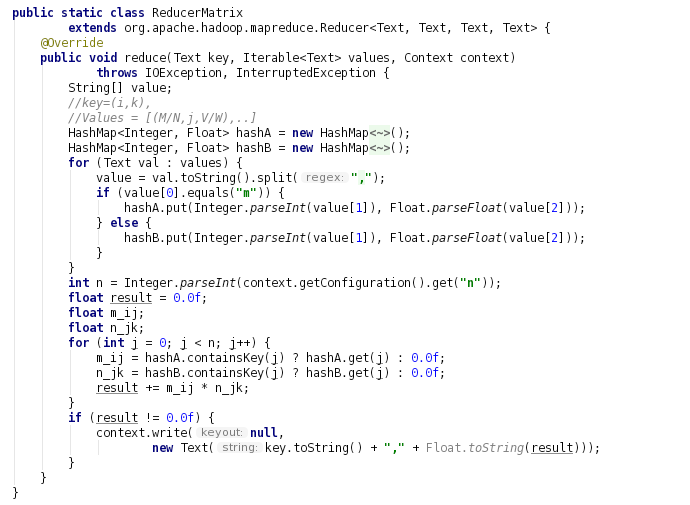 public static class ReducerMatrix
        extends org.apache.hadoop.mapreduce.Reducer<Text, Text, Text, Text> {
    @Override
    public void reduce(Text key, Iterable<Text> values, Context context)
            throws IOException, InterruptedException {
        String[] value;
        //key=(i,k),
        //Values = [(M/N,j,V/W),..]
        HashMap<Integer, Float> hashA = new HashMap<~>();
        HashMap<Integer, Float> hashB = new HashMap<~>();
        for (Text val : values) {
            value = val.toString().split( regex: ",");
            if (value[0].equals("m")) {
                hashA.put(Integer.parseInt(value[1]), Float.parseFloat(value[2]));
            } else {
                hashB.put(Integer.parseInt(value[1]), Float.parseFloat(value[2]));
            }
        }
        int n = Integer.parseInt(context.getConfiguration().get("n"));
        float result = 0.0f;
        float m_ij;
        float n_jk;
        for (int j = 0; j < n; j++) {
            m_ij = hashA.containsKey(j) ? hashA.get(j) : 0.0f;
            n_jk = hashB.containsKey(j) ? hashB.get(j) : 0.0f;
            result += m_ij * n_jk;
        }
        if (result != 0.0f) {
            context.write( keyout: null,
                    new Text( string: key.toString() + "," + Float.toString(result)));
        }
    }
}